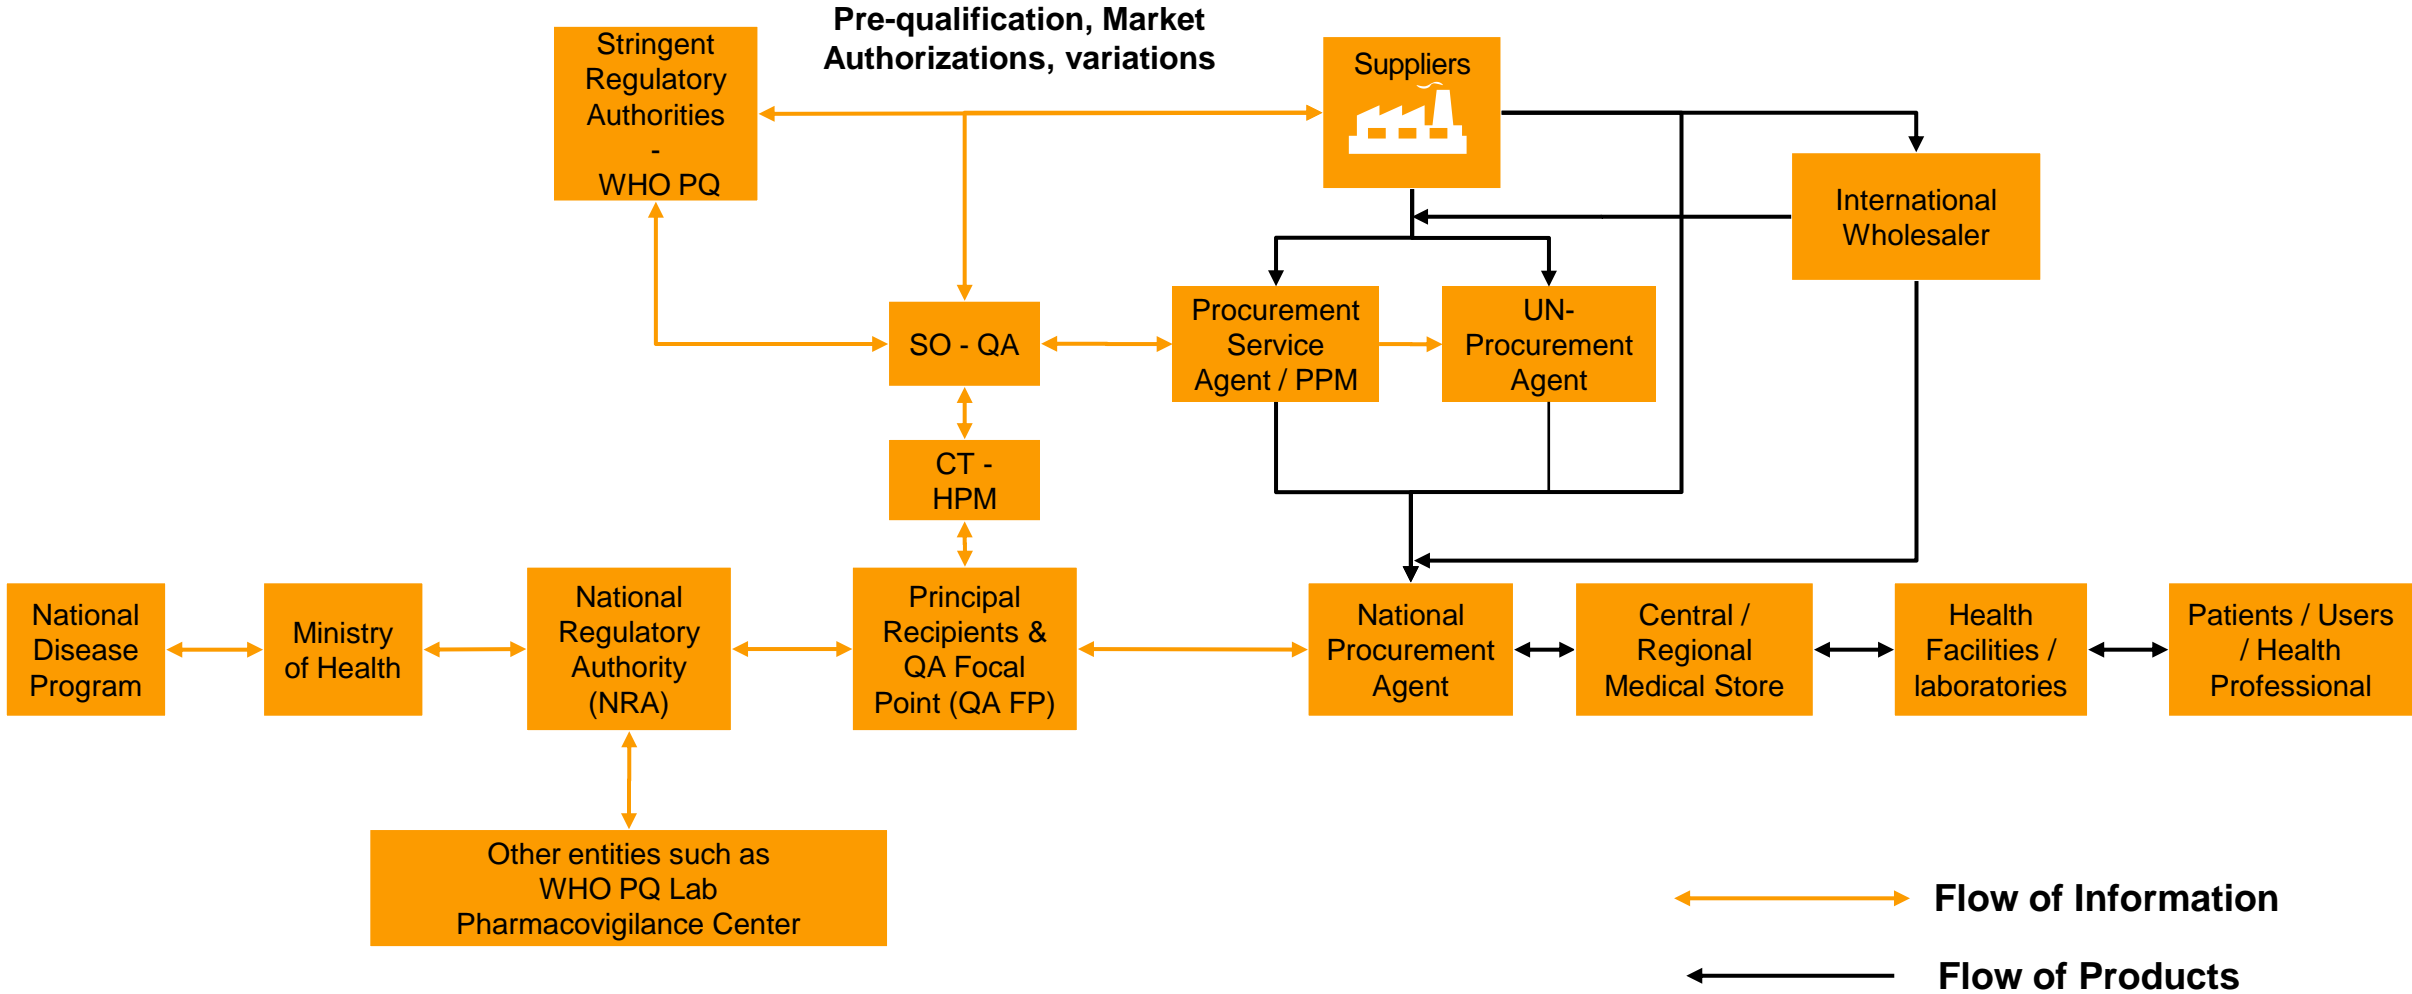 Pre-qualification, Market
Authorizations, variations
Stringent
Regulatory
Authorities
-
WHO PQ
Suppliers
International
Wholesaler
SO - QA
Procurement
Service
Agent / PPM
UN-
Procurement
Agent
CT -
HPM
National
Disease
Program
Ministry
of Health
National
Regulatory
Authority
(NRA)
Principal
Recipients &
QA Focal
Point (QA FP)
National
Procurement
Agent
Central /
Regional
Medical Store
Health
Facilities /
laboratories
Patients / Users
/ Health
Professional
Other entities such as
WHO PQ Lab
Pharmacovigilance Center
Flow of Information
Flow of Products